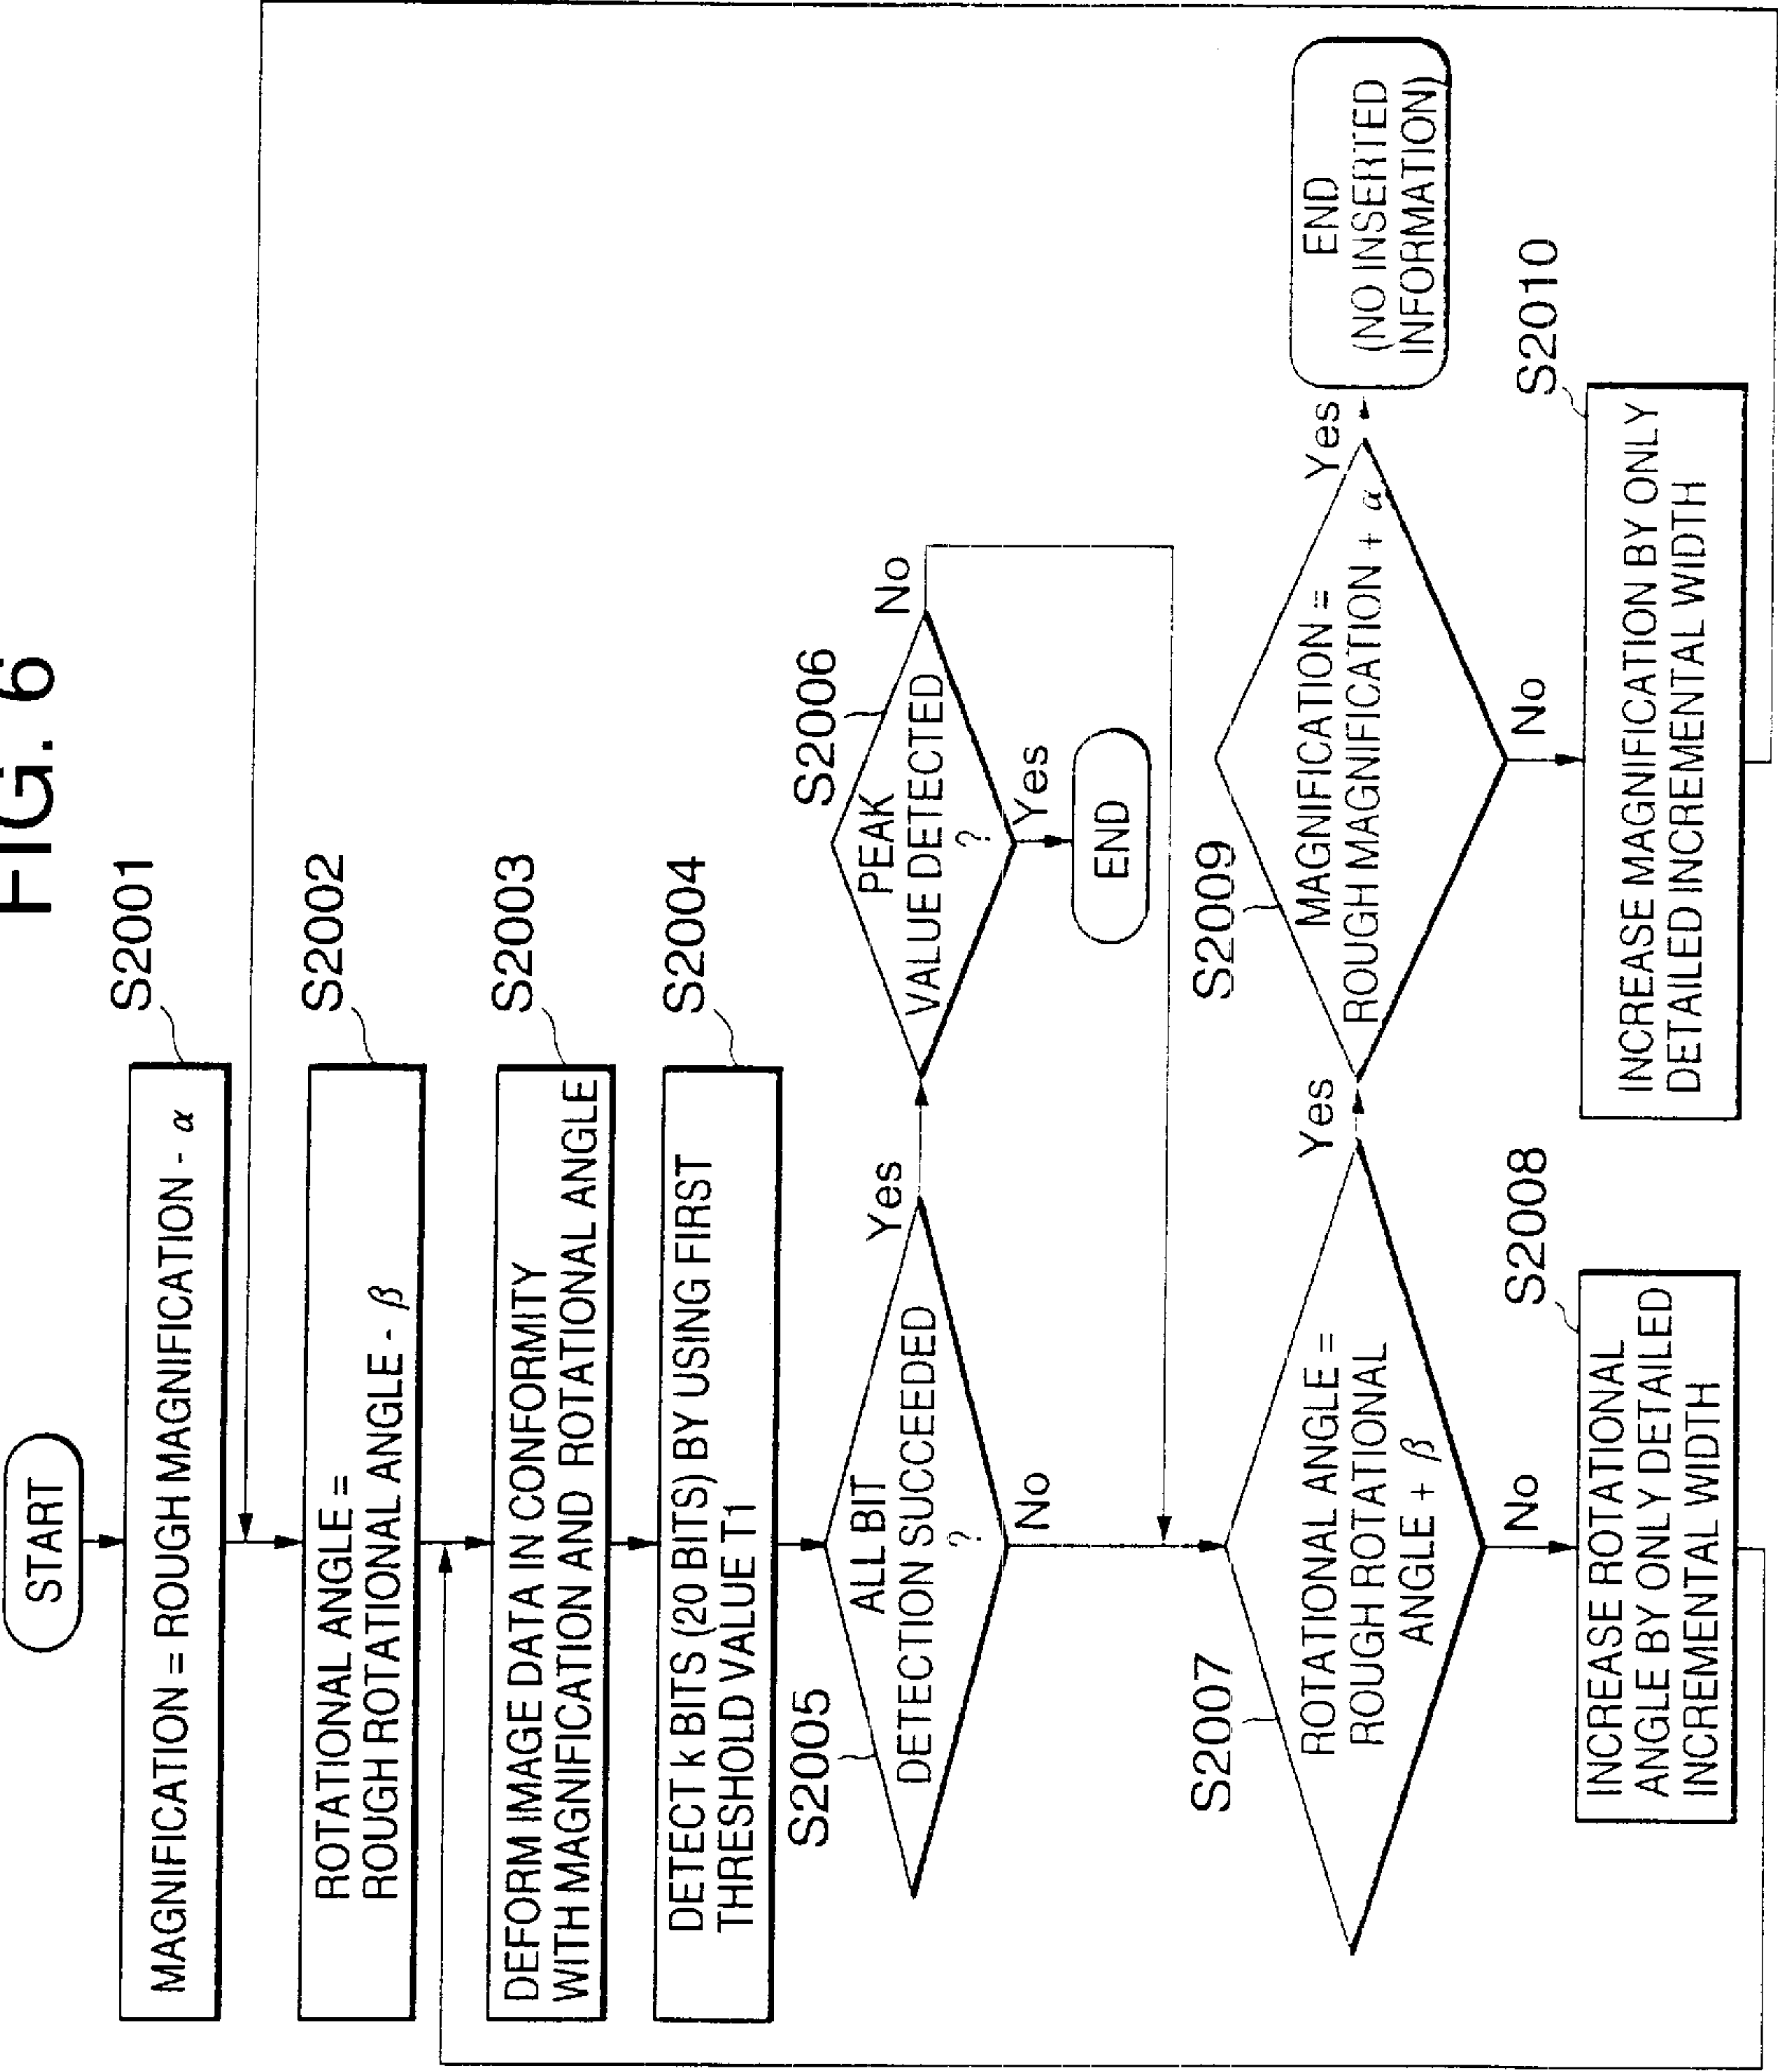 FIG. 6
START
S2001
MAGNIFICATION = ROUGH MAGNIFICATION - α
S2002
ROTATIONAL ANGLE =
ROUGH ROTATIONAL ANGLE - β
S2003
DEFORM IMAGE DATA IN CONFORMITY
WITH MAGNIFICATION AND ROTATIONAL ANGLE
S2004
DETECT k BITS (20 BITS) BY USING FIRST
THRESHOLD VALUE T1
S2005
ALL BIT
DETECTION SUCCEEDED
?
Yes
No
S2006
PEAK
VALUE DETECTED
?
No
Yes
END
S2007
ROTATIONAL ANGLE =
ROUGH ROTATIONAL
ANGLE + β
Yes
No
S2008
INCREASE ROTATIONAL
ANGLE BY ONLY DETAILED
INCREMENTAL WIDTH
S2009
MAGNIFICATION =
ROUGH MAGNIFICATION + α
Yes
No
END
(NO INSERTED
INFORMATION)
S2010
INCREASE MAGNIFICATION BY ONLY
DETAILED INCREMENTAL WIDTH